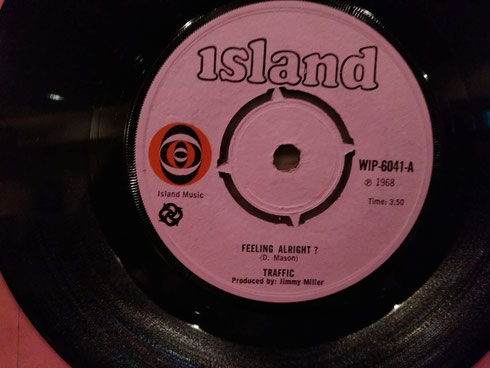 island
WIP-6041-A
℗ 1968
Time: 3.50
Island Music
FEELING ALRIGHT ?
(D. Mason)
TRAFFIC
Produced by: Jimmy Miller